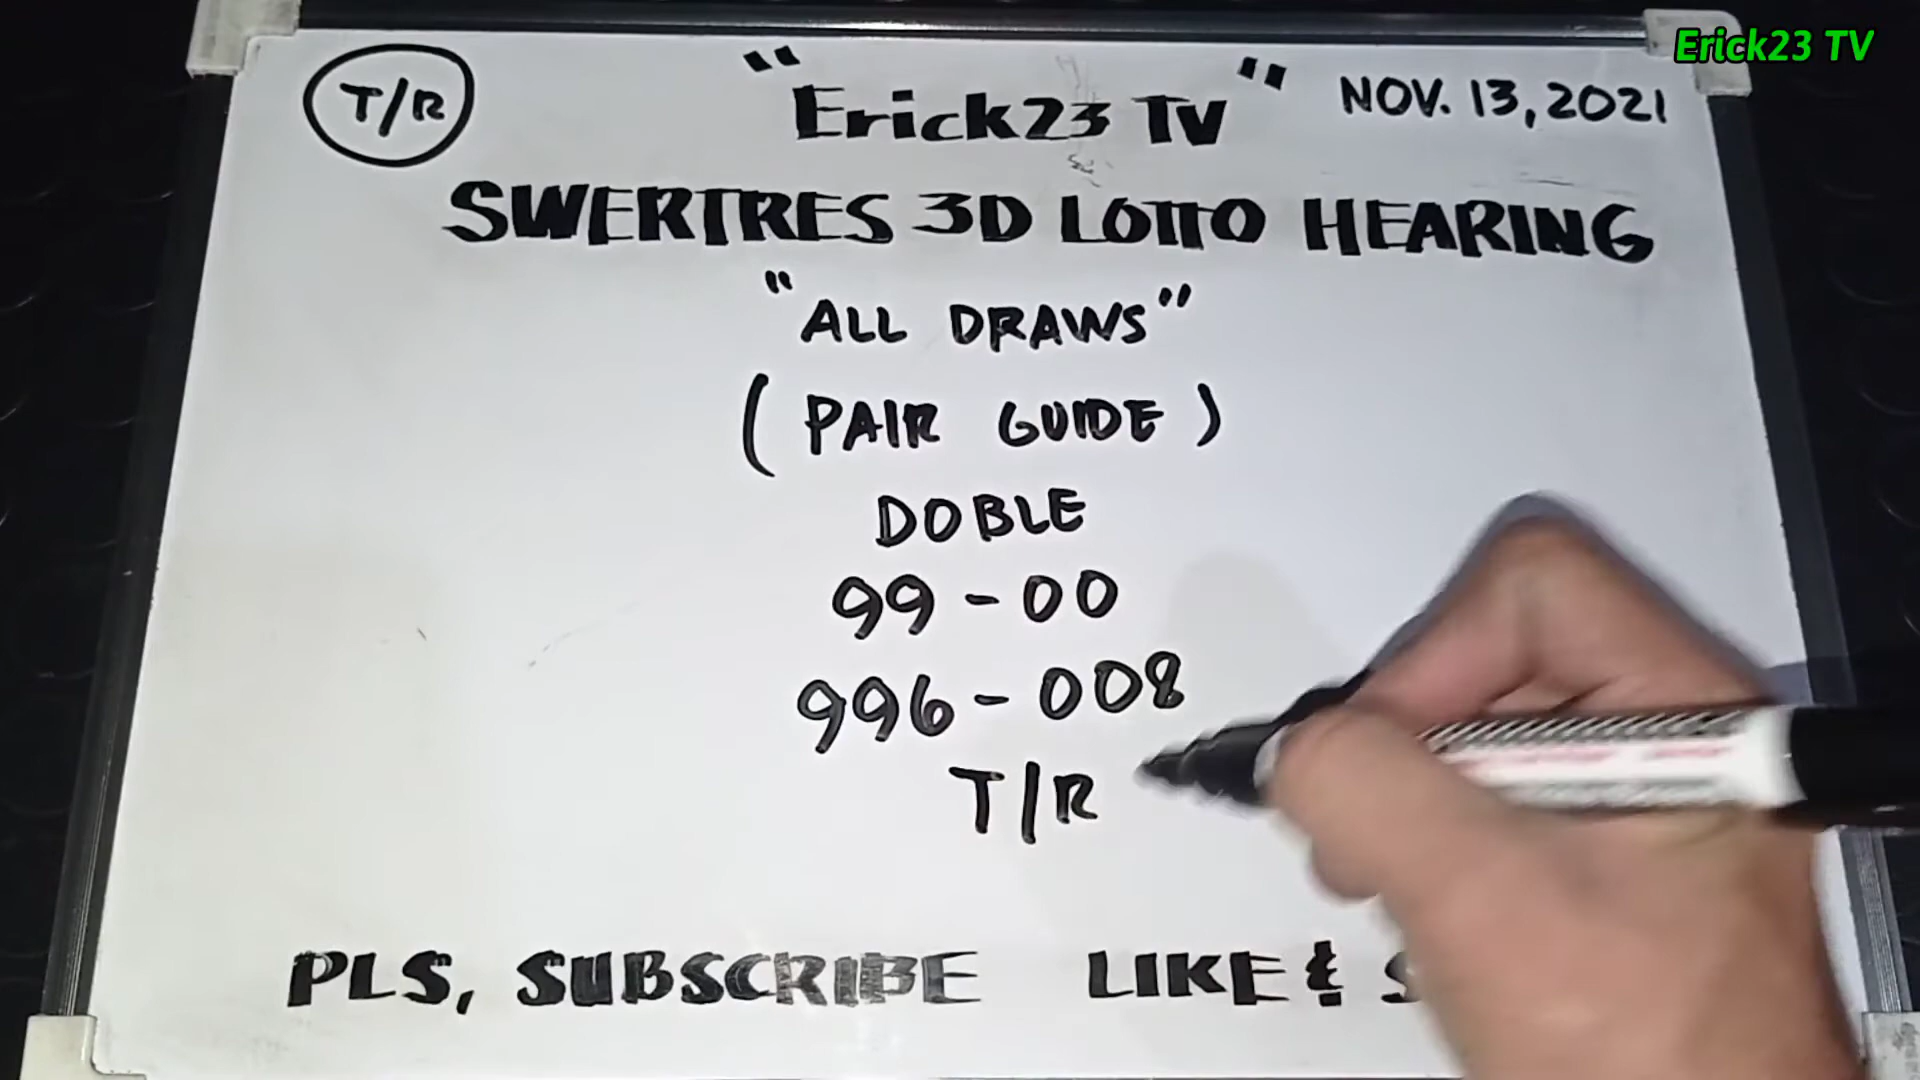 Erick23 TV
T/R
"Erick23 TV"
NOV. 13, 2021
SWERTRES 3D LOTTO HEARING
"ALL DRAWS"
( PAIR GUIDE )
DOBLE
99 - 00
996 - 008
T/R
PLS, SUBSCRIBE LIKE & S